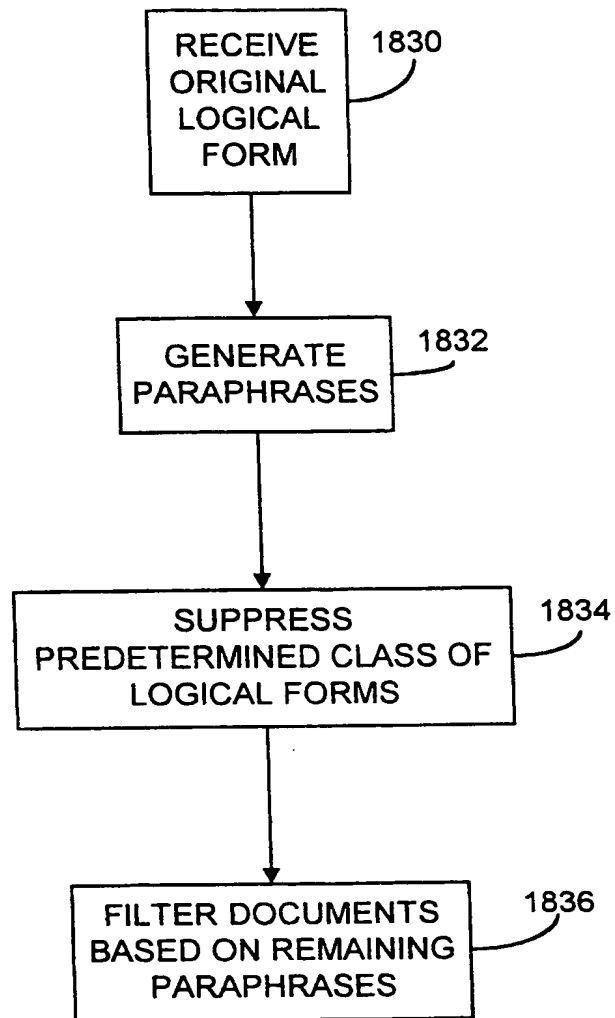 RECEIVE
ORIGINAL
LOGICAL
FORM
1830
GENERATE
PARAPHRASES
1832
SUPPRESS
PREDETERMINED CLASS OF
LOGICAL FORMS
1834
FILTER DOCUMENTS
BASED ON REMAINING
PARAPHRASES
1836